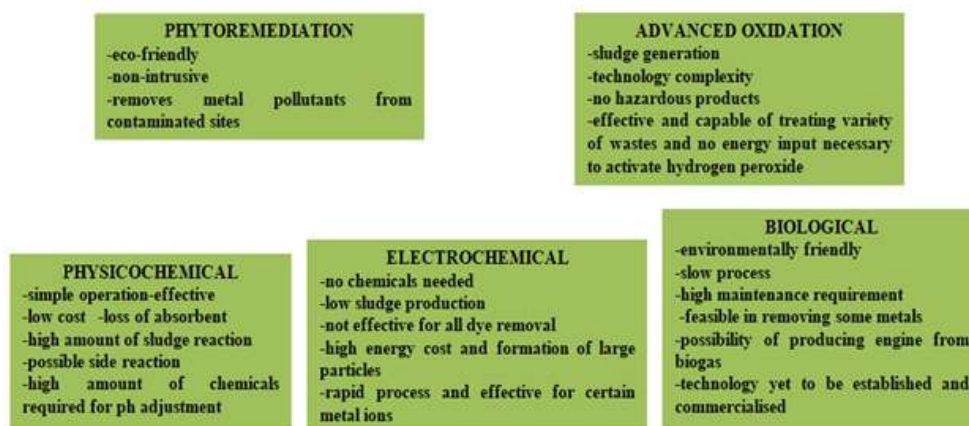 PHYTOREMEDIATION
-eco-friendly
-non-intrusive
-removes metal pollutants from
contaminated sites
ADVANCED OXIDATION
-sludge generation
-technology complexity
-no hazardous products
-effective and capable of treating variety
of wastes and no energy input necessary
to activate hydrogen peroxide
PHYSICOCHEMICAL
-simple operation-effective
-low cost -loss of absorbent
-high amount of sludge reaction
-possible side reaction
-high amount of chemicals
required for ph adjustment
ELECTROCHEMICAL
-no chemicals needed
-low sludge production
-not effective for all dye removal
-high energy cost and formation of large
particles
-rapid process and effective for certain
metal ions
BIOLOGICAL
-environmentally friendly
-slow process
-high maintenance requirement
-feasible in removing some metals
-possibility of producing engine from
biogas
-technology yet to be established and
commercialised